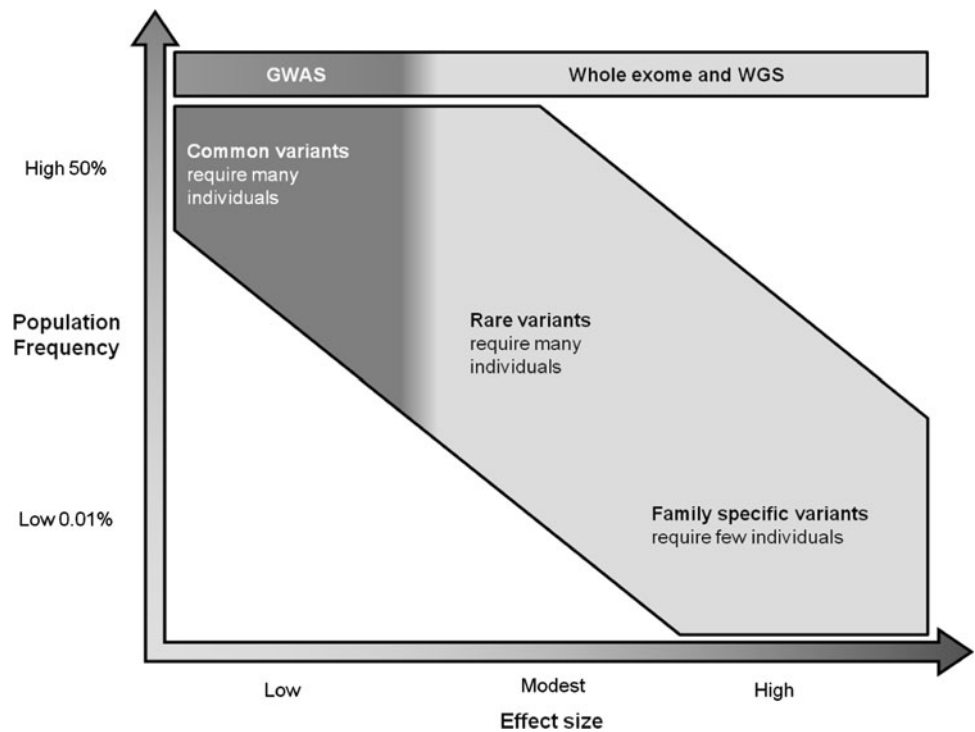 GWAS
Whole exome and WGS
High 50%
Common variants
require many
individuals
Population
Frequency
Rare variants
require many
individuals
Low 0.01%
Family specific variants
require few individuals
Low
Modest
High
Effect size